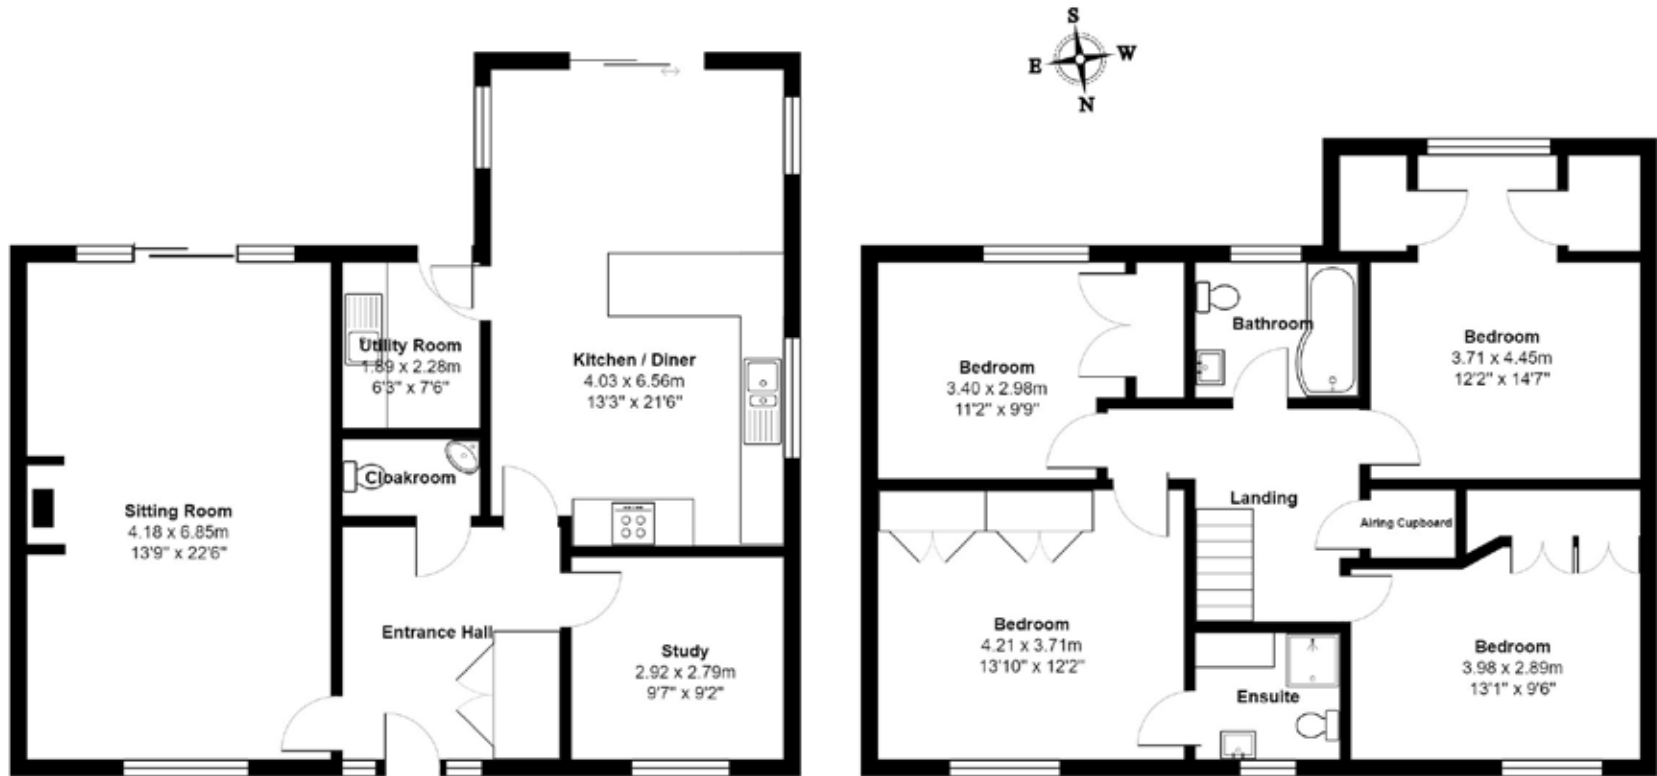 S
E
W
N
Utility Room
1.89 x 2.28m
6'3" x 7'6"
Kitchen / Diner
4.03 x 6.56m
13'3" x 21'6"
Cloakroom
Sitting Room
4.18 x 6.85m
13'9" x 22'6"
Entrance Hall
Study
2.92 x 2.79m
9'7" x 9'2"
Bedroom
3.40 x 2.98m
11'2" x 9'9"
Bathroom
Bedroom
3.71 x 4.45m
12'2" x 14'7"
Landing
Airing Cupboard
Bedroom
4.21 x 3.71m
13'10" x 12'2"
Ensuite
Bedroom
3.98 x 2.89m
13'1" x 9'6"